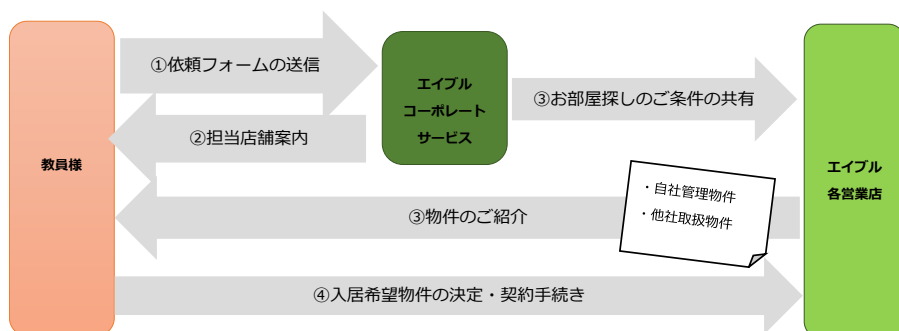 ①依頼フォームの送信
エイブル
コーポレート
サービス
③お部屋探しのご条件の共有
②担当店舗案内
教員様
エイブル
各営業店
・自社管理物件
・他社取扱物件
③物件のご紹介
④入居希望物件の決定・契約手続き